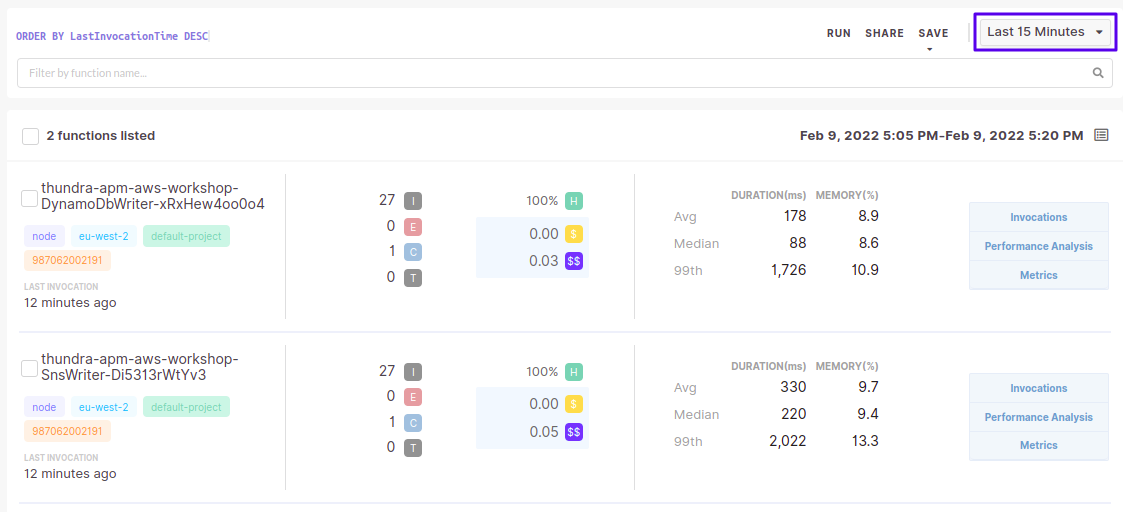 ORDER BY LastInvocationTime DESC
RUN SHARE SAVE
Last 15 Minutes
Filter by function name...
2 functions listed
Feb 9, 2022 5:05 PM-Feb 9, 2022 5:20 PM
thundra-apm-aws-workshop-
DynamoDbWriter-xRxHew4oo0o4
node eu-west-2 default-project
987062002191
LAST INVOCATION
12 minutes ago
27 I
0 E
1 C
0 T
100% H
0.00 $
0.03 $$
DURATION(ms) MEMORY(%)
Avg 178 8.9
Median 88 8.6
99th 1,726 10.9
Invocations
Performance Analysis
Metrics
thundra-apm-aws-workshop-
SnsWriter-Di5313rWtYv3
node eu-west-2 default-project
987062002191
LAST INVOCATION
12 minutes ago
27 I
0 E
1 C
0 T
100% H
0.00 $
0.05 $$
DURATION(ms) MEMORY(%)
Avg 330 9.7
Median 220 9.4
99th 2,022 13.3
Invocations
Performance Analysis
Metrics